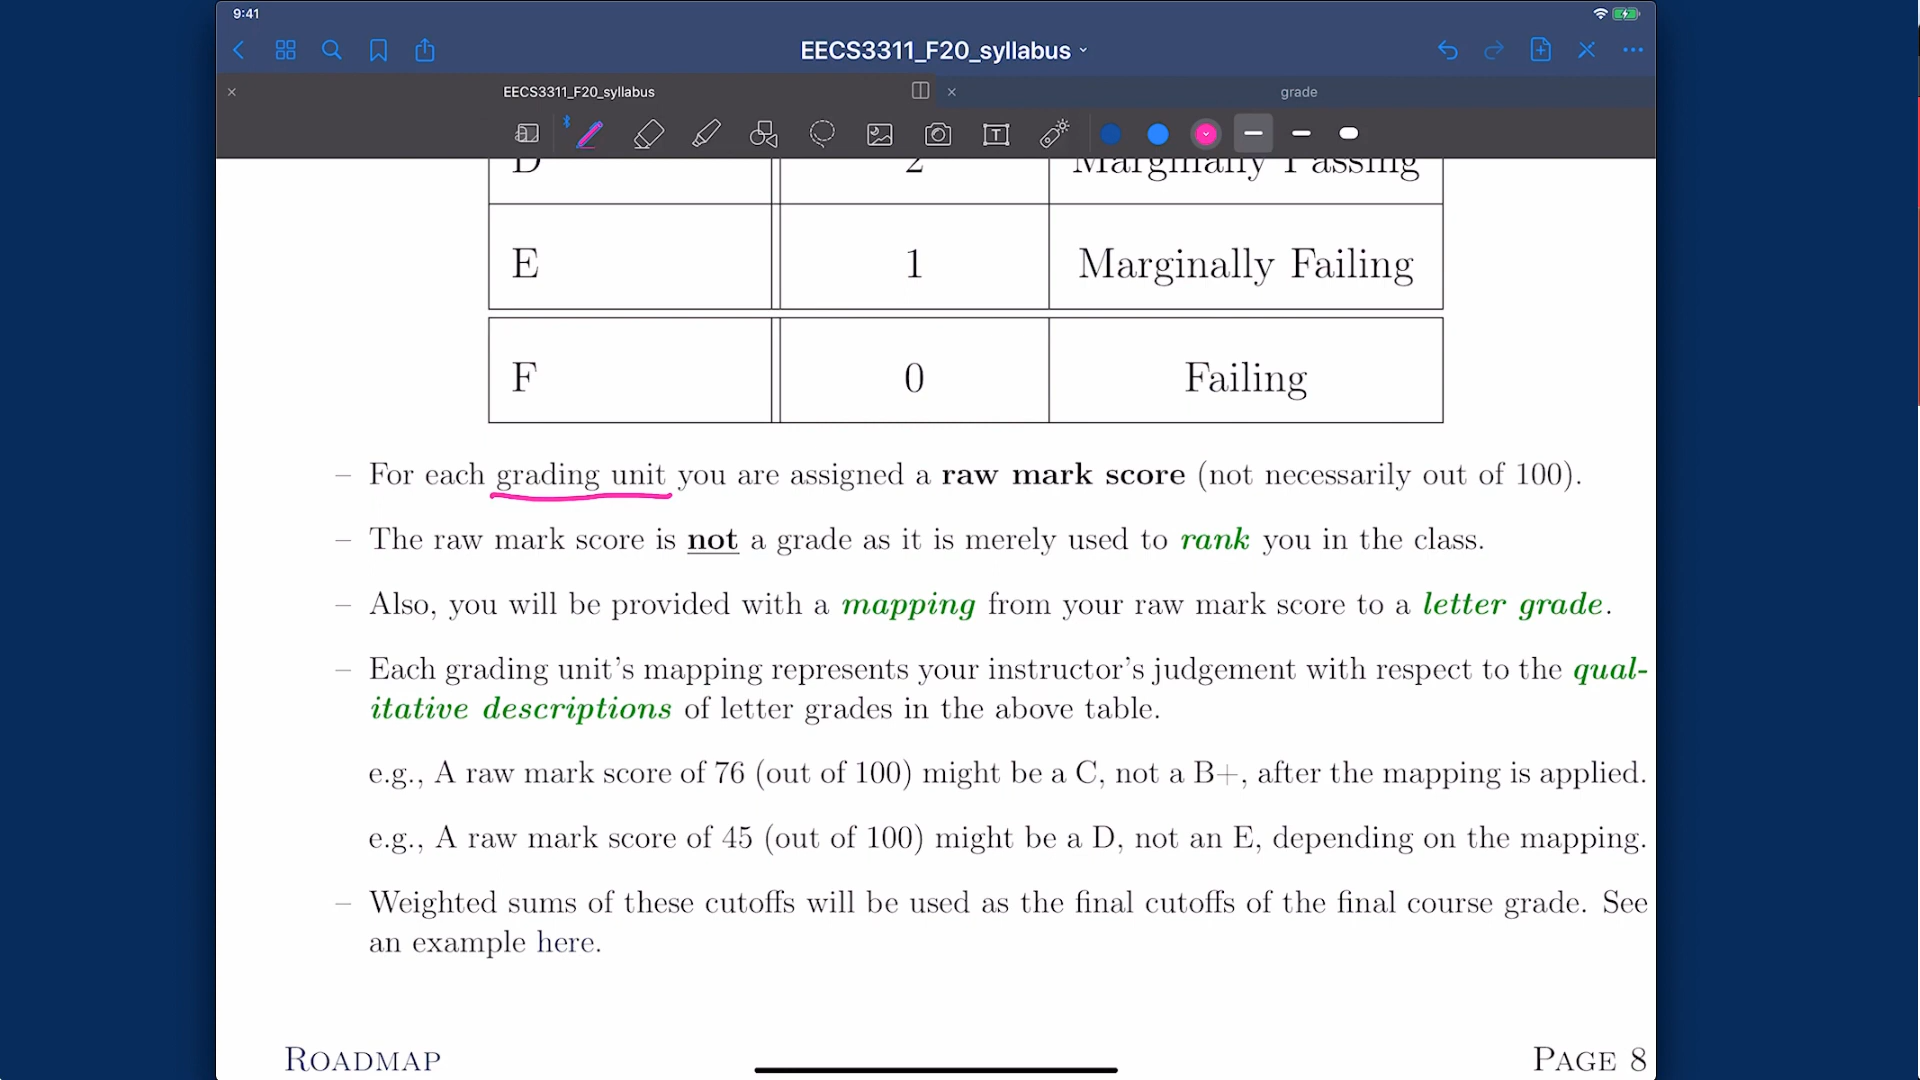 9:41
EECS3311_F20_syllabus
EECS3311_F20_syllabus
grade
D 2 Marginally Passing
E 1 Marginally Failing
F 0 Failing
– For each grading unit you are assigned a raw mark score (not necessarily out of 100).
– The raw mark score is not a grade as it is merely used to rank you in the class.
– Also, you will be provided with a mapping from your raw mark score to a letter grade.
– Each grading unit's mapping represents your instructor's judgement with respect to the qual-
itative descriptions of letter grades in the above table.
e.g., A raw mark score of 76 (out of 100) might be a C, not a B+, after the mapping is applied.
e.g., A raw mark score of 45 (out of 100) might be a D, not an E, depending on the mapping.
– Weighted sums of these cutoffs will be used as the final cutoffs of the final course grade. See
an example here.
ROADMAP
PAGE 8